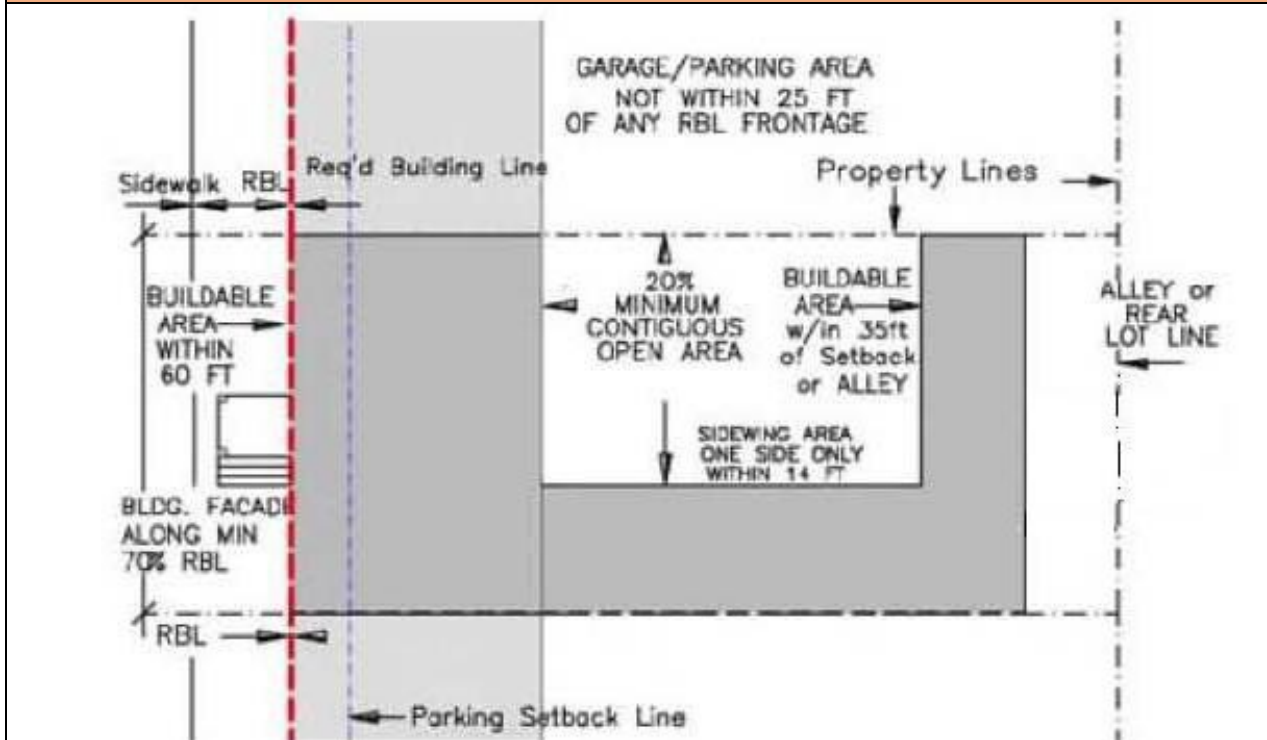 GARAGE/PARKING AREA
NOT WITHIN 25 FT
OF ANY RBL FRONTAGE
Sidewalk RBL
Req'd Building Line
Property Lines
BUILDABLE
AREA
WITHIN
60 FT
20%
MINIMUM
CONTIGUOUS
OPEN AREA
BUILDABLE
AREA
w/in 35ft
of Setback
or ALLEY
ALLEY or
REAR
LOT LINE
SIDEWING AREA
ONE SIDE ONLY
WITHIN 14 FT
BLDG. FACADE
ALONG MIN
70% RBL
RBL
Parking Setback Line